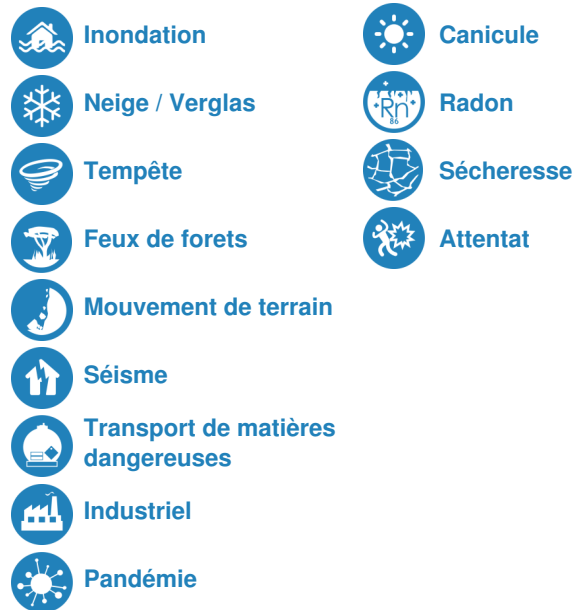 Inondation
Neige / Verglas
Tempête
Feux de forets
Mouvement de terrain
Séisme
Transport de matières
dangereuses
Industriel
Pandémie
Canicule
Rn
86
Radon
Sécheresse
Attentat